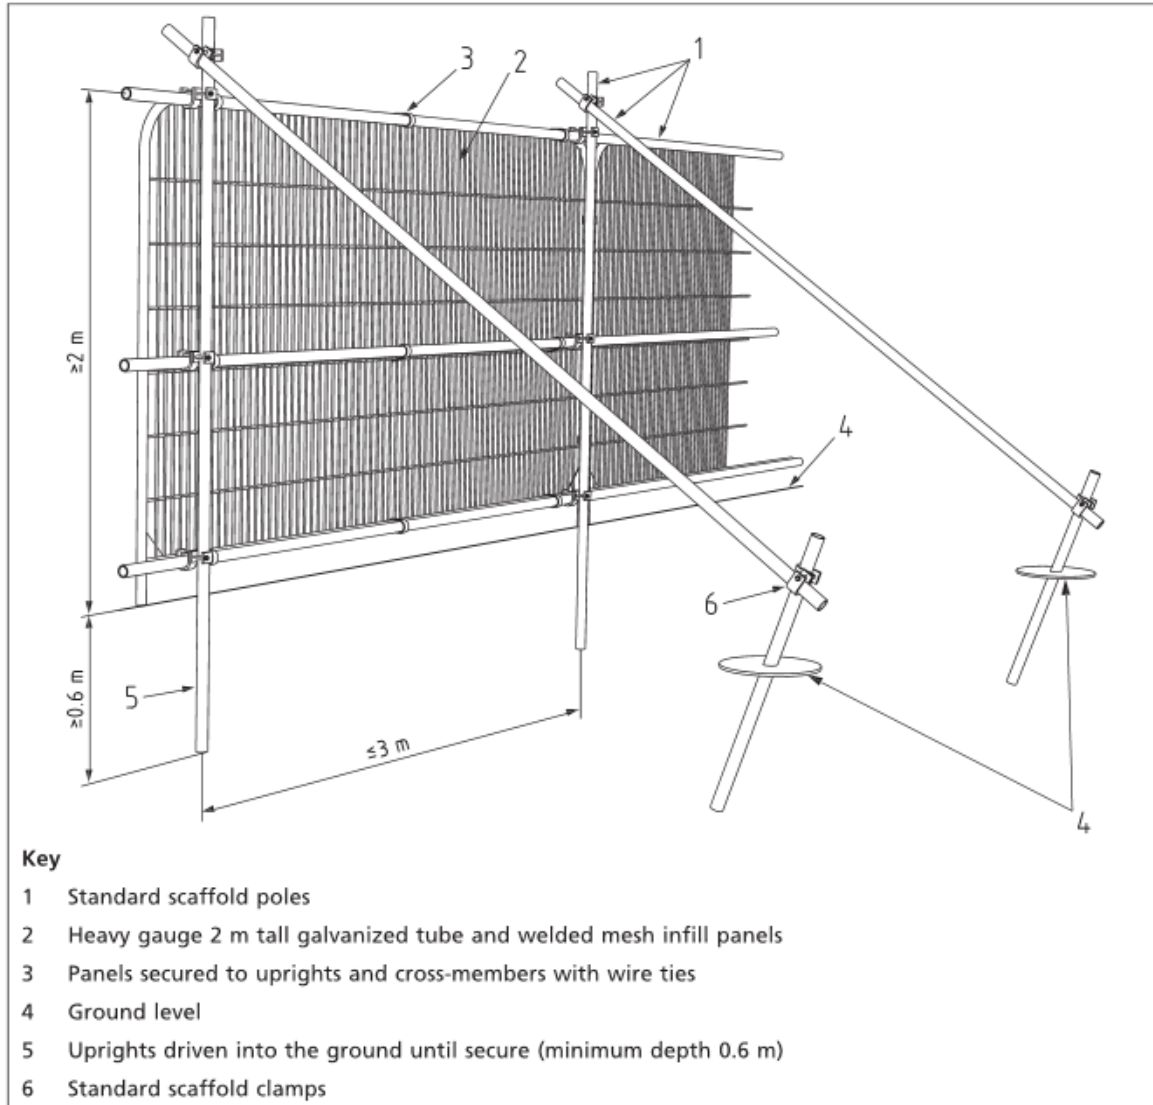 1
3
2
≥2 m
4
6
5
≥0.6 m
≤3 m
4
Key
1 Standard scaffold poles
2 Heavy gauge 2 m tall galvanized tube and welded mesh infill panels
3 Panels secured to uprights and cross-members with wire ties
4 Ground level
5 Uprights driven into the ground until secure (minimum depth 0.6 m)
6 Standard scaffold clamps